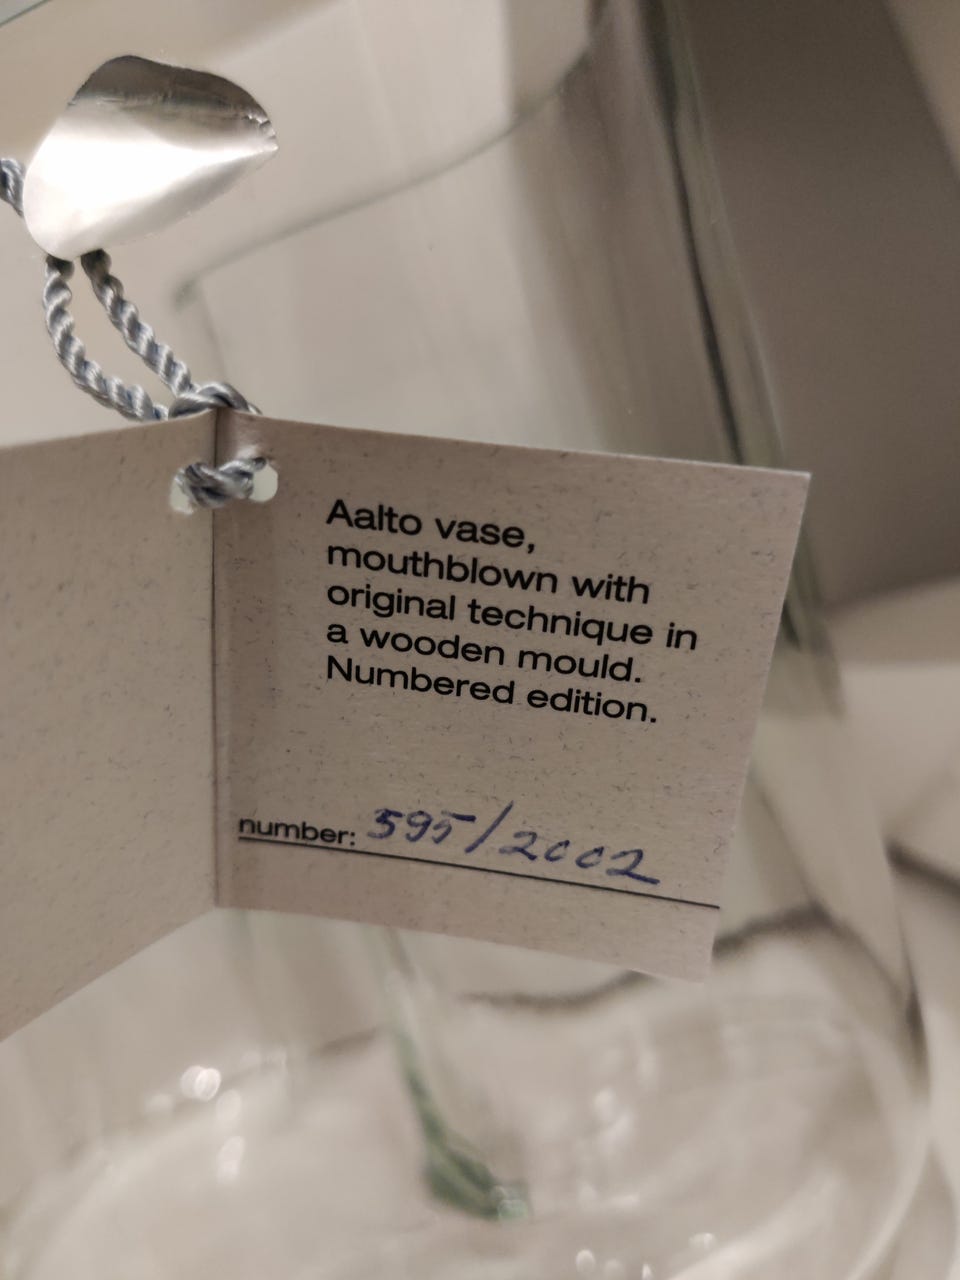 Aalto vase,
mouthblown with
original technique in
a wooden mould.
Numbered edition.
number: 595/2002